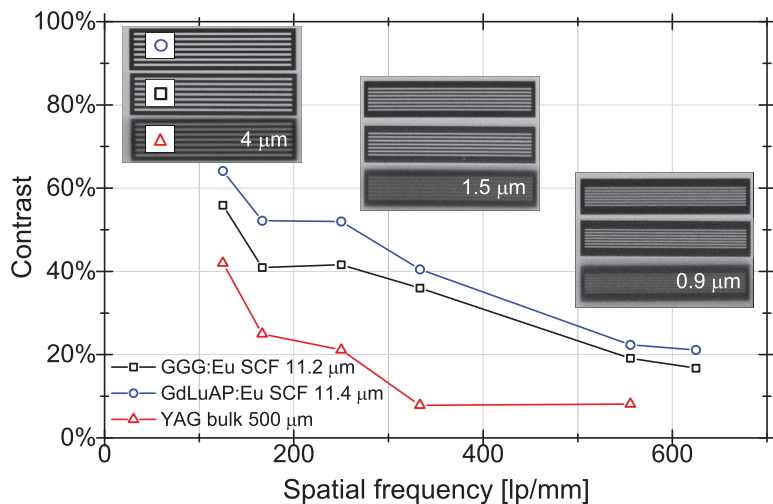 100%
80%
60%
40%
20%
0%
Contrast
4 μm
1.5 μm
0.9 μm
GGG:Eu SCF 11.2 μm
GdLuAP:Eu SCF 11.4 μm
YAG bulk 500 μm
0 200 400 600
Spatial frequency [lp/mm]